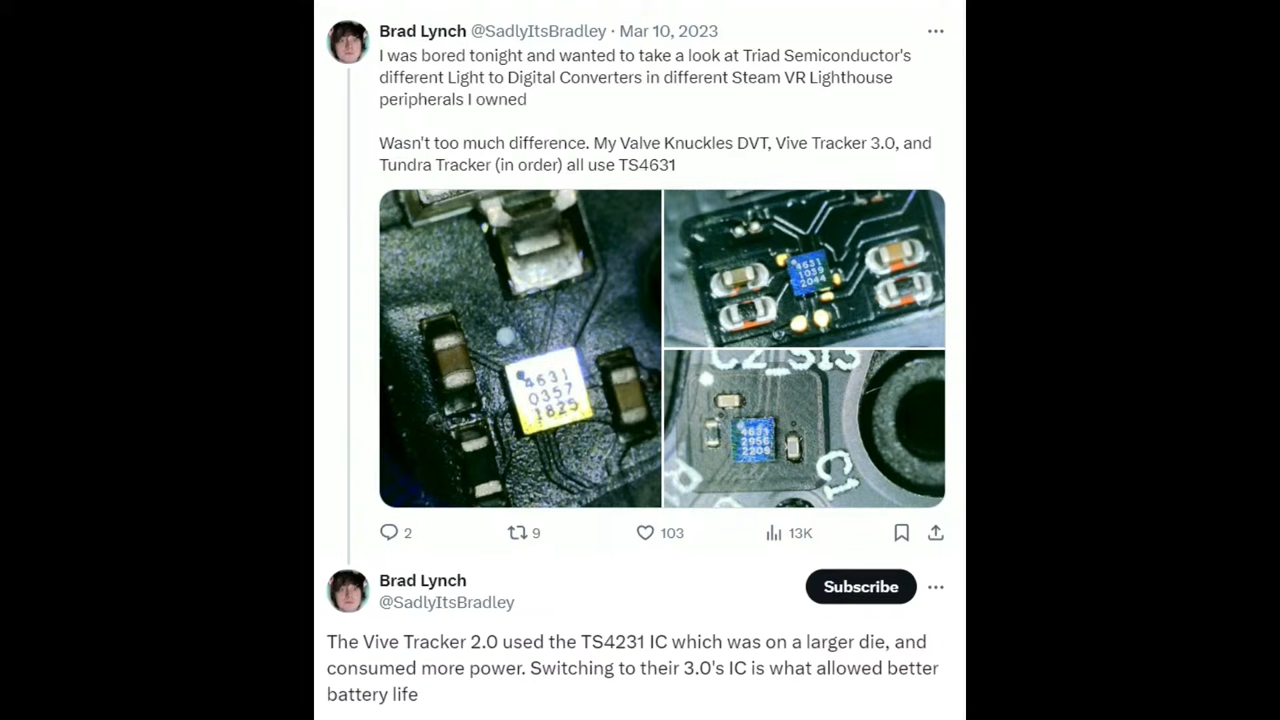 Brad Lynch @SadlyItsBradley · Mar 10, 2023
I was bored tonight and wanted to take a look at Triad Semiconductor's
different Light to Digital Converters in different Steam VR Lighthouse
peripherals I owned
Wasn't too much difference. My Valve Knuckles DVT, Vive Tracker 3.0, and
Tundra Tracker (in order) all use TS4631
4631
0357
1825
4631
1039
2044
C2_SIS
4631
2956
2209
C1
2
9
103
13K
Brad Lynch
@SadlyItsBradley
Subscribe
The Vive Tracker 2.0 used the TS4231 IC which was on a larger die, and
consumed more power. Switching to their 3.0's IC is what allowed better
battery life